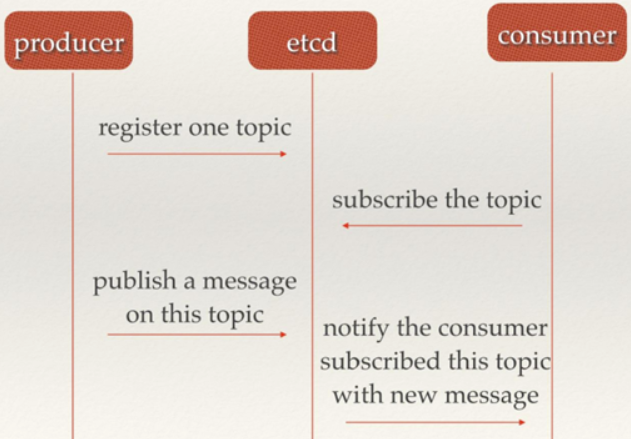 producer
etcd
consumer
register one topic
subscribe the topic
publish a message
on this topic
notify the consumer
subscribed this topic
with new message